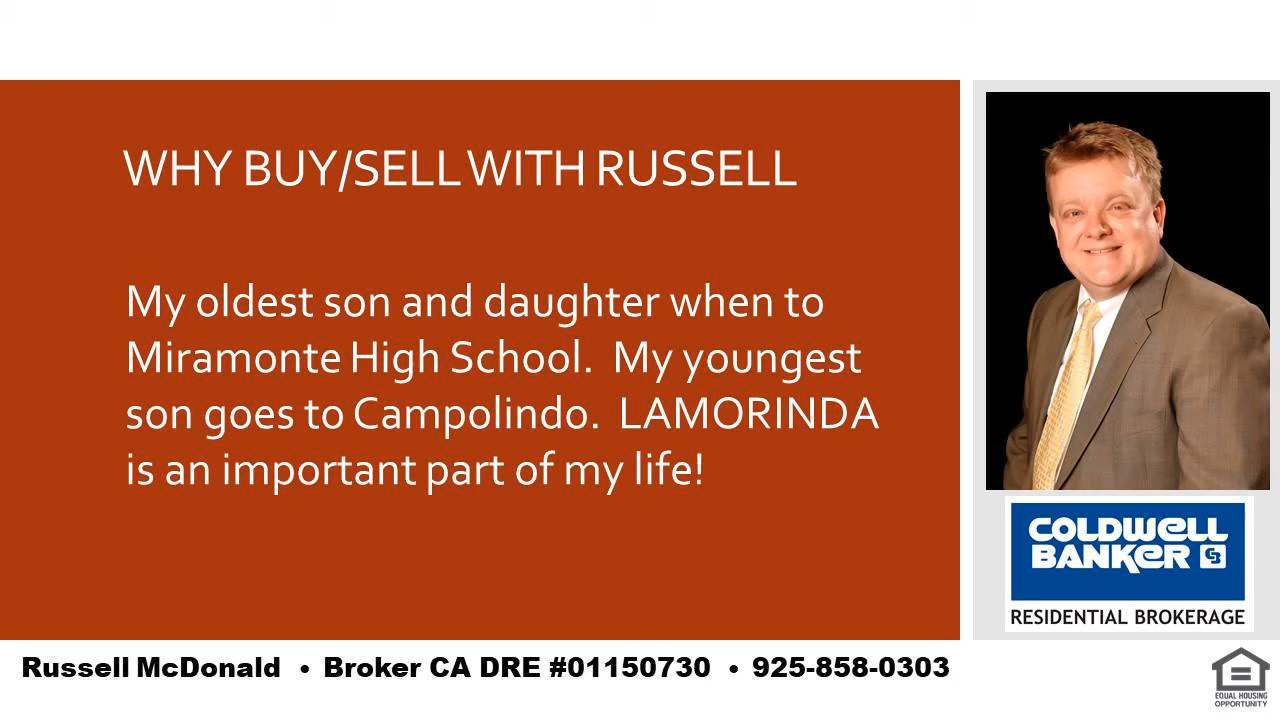 WHY BUY/SELL WITH RUSSELL
My oldest son and daughter when to
Miramonte High School.  My youngest
son goes to Campolindo.  LAMORINDA
is an important part of my life!
COLDWELL
BANKER CB
RESIDENTIAL BROKERAGE
Russell McDonald • Broker CA DRE #01150730 • 925-858-0303
EQUAL HOUSING
OPPORTUNITY